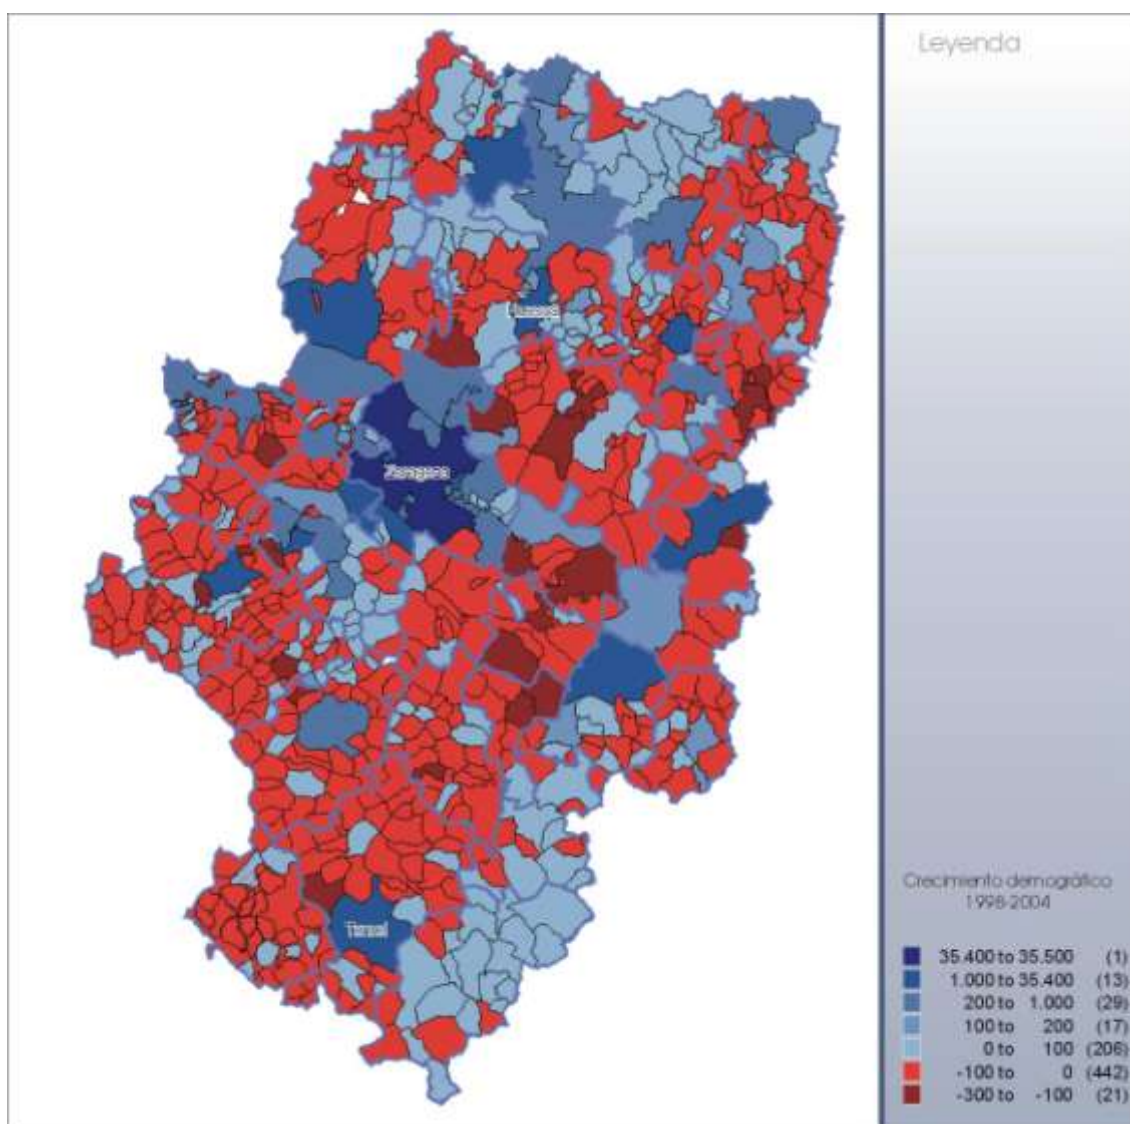 Leyenda
Huesca
Zaragoza
Teruel
Crecimiento demográfico
1998-2004
35.400 to 35.500 (1)
1.000 to 35.400 (13)
200 to 1.000 (29)
100 to 200 (17)
0 to 100 (206)
-100 to 0 (442)
-300 to -100 (21)